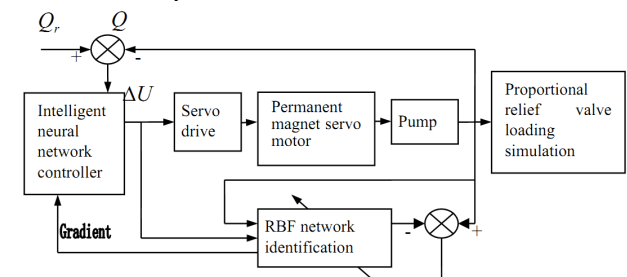 Qr
Q
+
-
ΔU
Intelligent
neural
network
controller
Servo
drive
Permanent
magnet servo
motor
Pump
Proportional
relief valve
loading
simulation
Gradient
RBF network
identification
-
+